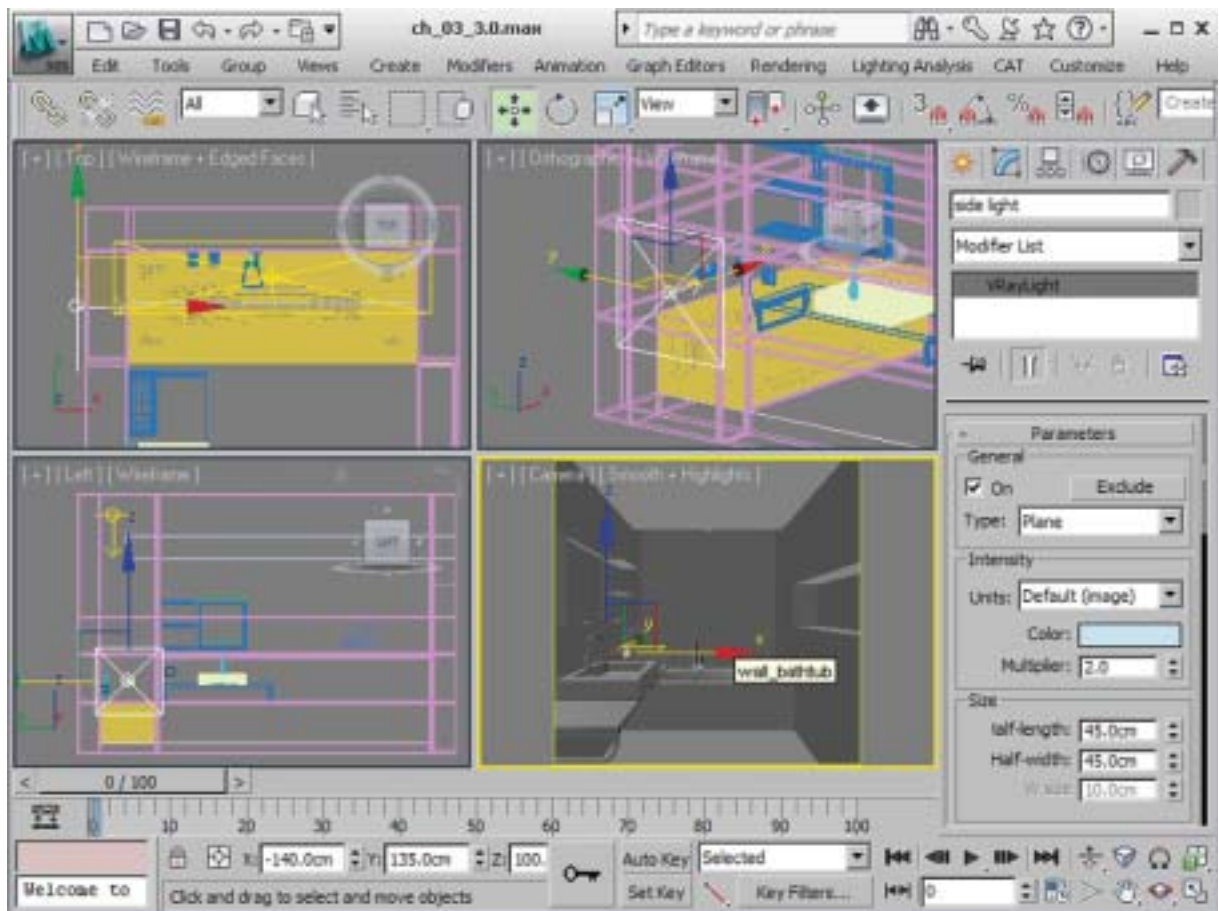 ch_03_3.0.max
Type a keyword or phrase
Edit Tools Group Views Create Modifiers Animation Graph Editors Rendering Lighting Analysis CAT Customize Help
All
View
Create
[ + ] [ Top ] [ Wireframe + Edged Faces ]
TOP
[ + ] [ Left ] [ Wireframe ]
LEFT
[ + ] [ Camera ] [ Smooth + Highlights ]
wall_bathtub
side light
Modifier List
VRayLight
Parameters
General
On Exclude
Type: Plane
Intensity
Units: Default (image)
Color:
Multiplier: 2.0
Size
Half-length: 45.0cm
Half-width: 45.0cm
W size 10.0cm
0 / 100
0 10 20 30 40 50 60 70 80 90 100
X: -140.0cm Y: 135.0cm Z: 100.
Auto Key Selected
Welcome to
Click and drag to select and move objects
Set Key Key Filters... 0